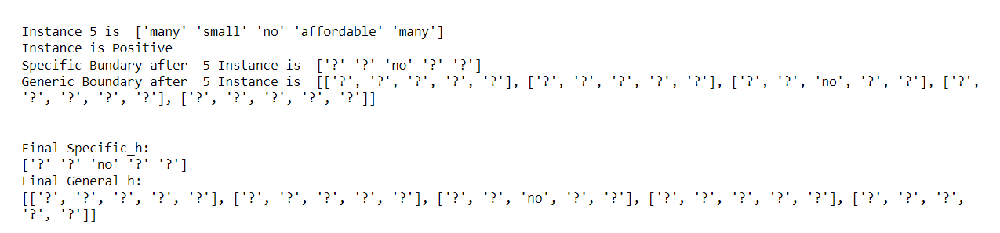 Instance 5 is  ['many' 'small' 'no' 'affordable' 'many']
Instance is Positive
Specific Bundary after  5 Instance is  ['?' '?' 'no' '?' '?']
Generic Boundary after  5 Instance is  [['?', '?', '?', '?', '?'], ['?', '?', '?', '?', '?'], ['?', '?', 'no', '?', '?'], ['?',
'?', '?', '?', '?'], ['?', '?', '?', '?', '?']]
Final Specific_h:
['?' '?' 'no' '?' '?']
Final General_h:
[['?', '?', '?', '?', '?'], ['?', '?', '?', '?', '?'], ['?', '?', 'no', '?', '?'], ['?', '?', '?', '?', '?'], ['?', '?', '?',
'?', '?']]